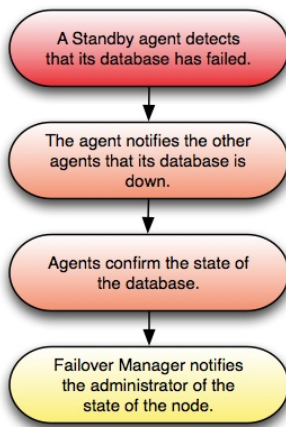 A Standby agent detects
that its database has failed.
The agent notifies the other
agents that its database is
down.
Agents confirm the state of
the database.
Failover Manager notifies
the administrator of the
state of the node.